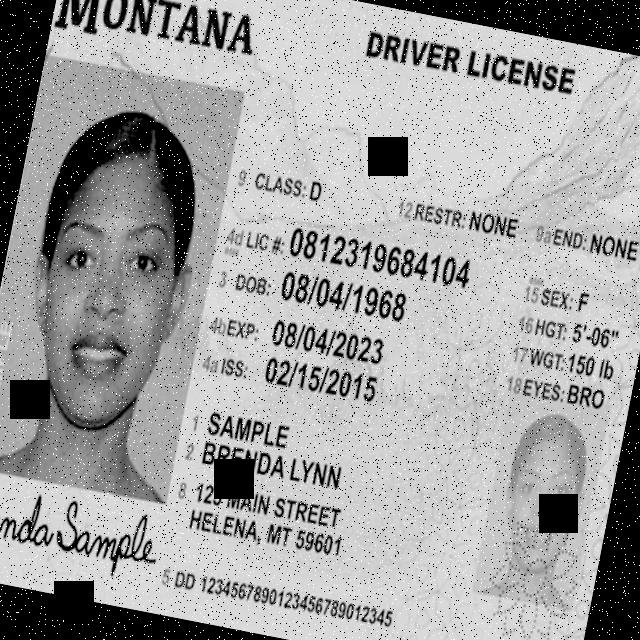 MONTANA
DRIVER LICENSE
9 CLASS: D
12 RESTR: NONE 9a END: NONE
4d LIC #: 0812319684104
3 DOB: 08/04/1968
15 SEX: F
4b EXP: 08/04/2023
16 HGT: 5'-06"
4a ISS: 02/15/2015
17 WGT: 150 lb
18 EYES: BRO
1 SAMPLE
2 BRENDA LYNN
8 MAIN STREET
HELENA, MT 59601
Sample
5 DD 1234567890123456789012345